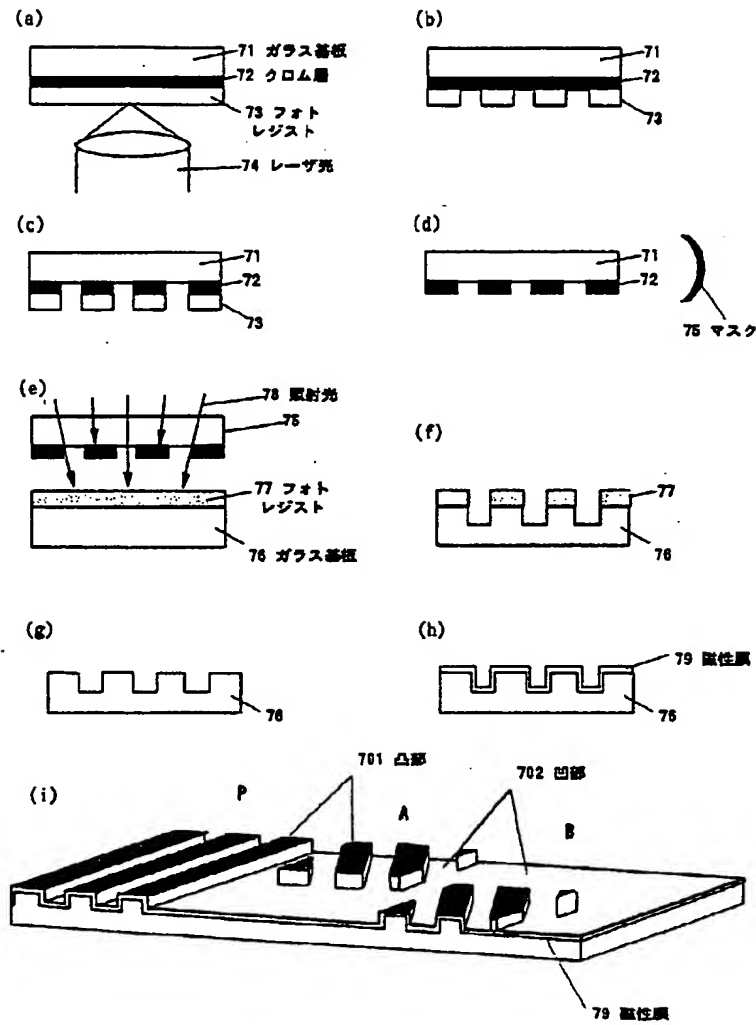 (a)
71 ガラス基板
72 クロム層
73 フォト
レジスト
74 レーザ光
(b)
71
72
73
(c)
71
72
73
(d)
71
72
75 マスク
(e)
78 照射光
75
77 フォト
レジスト
76 ガラス基板
(f)
77
76
(g)
76
(h)
79 磁性膜
76
(i)
701 凸部
702 凹部
P
A
B
79 磁性膜